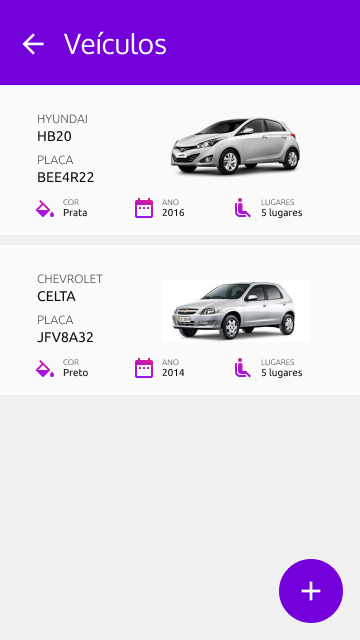 Veículos
HYUNDAI
HB20
PLACA
BEE4R22
COR
Prata
ANO
2016
LUGARES
5 lugares
CHEVROLET
CELTA
PLACA
JFV8A32
COR
Preto
ANO
2014
LUGARES
5 lugares